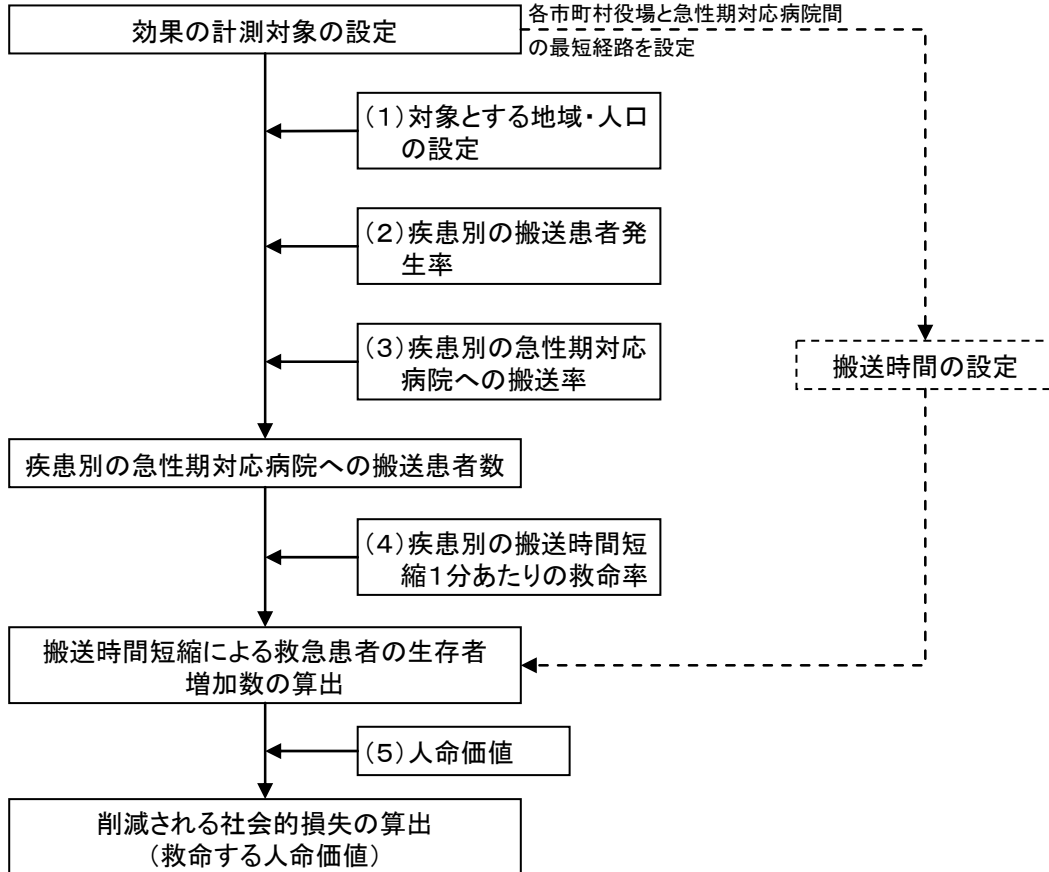 効果の計測対象の設定
各市町村役場と急性期対応病院間
の最短経路を設定
(1)対象とする地域・人口
の設定
(2)疾患別の搬送患者発
生率
(3)疾患別の急性期対応
病院への搬送率
搬送時間の設定
疾患別の急性期対応病院への搬送患者数
(4)疾患別の搬送時間短
縮1分あたりの救命率
搬送時間短縮による救急患者の生存者
増加数の算出
(5)人命価値
削減される社会的損失の算出
(救命する人命価値)